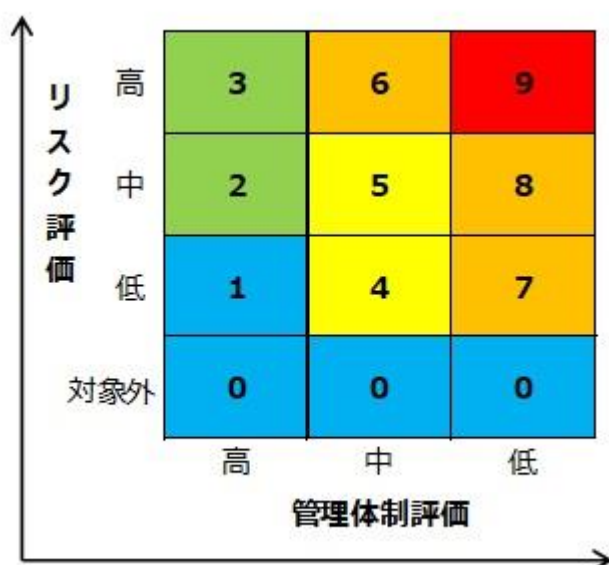 リスク評価
高 3 6 9
中 2 5 8
低 1 4 7
対象外 0 0 0
高 中 低
管理体制評価